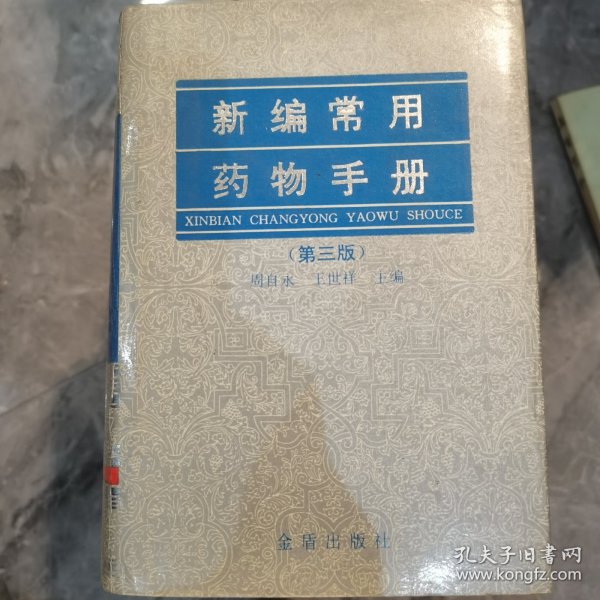 新编常用
药物手册
XINBIAN CHANGYONG YAOWU SHOUCE
(第三版)
周自永 王世祥 主编
金盾出版社
孔夫子旧书网
www.kongfz.com